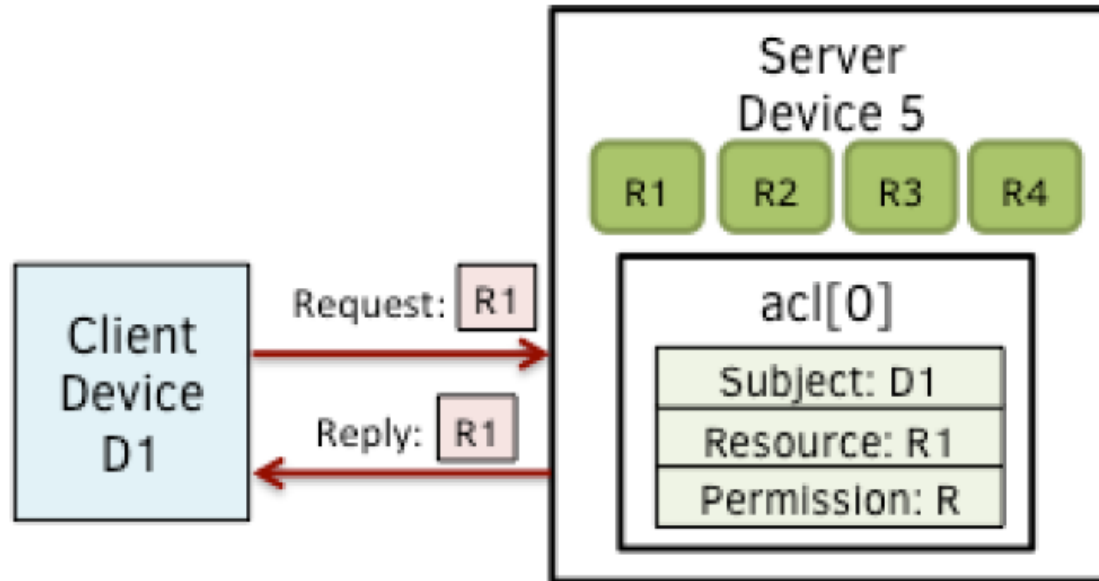 Server
Device 5
R1 R2 R3 R4
Client
Device
D1
Request: R1
Reply: R1
acl[0]
Subject: D1
Resource: R1
Permission: R